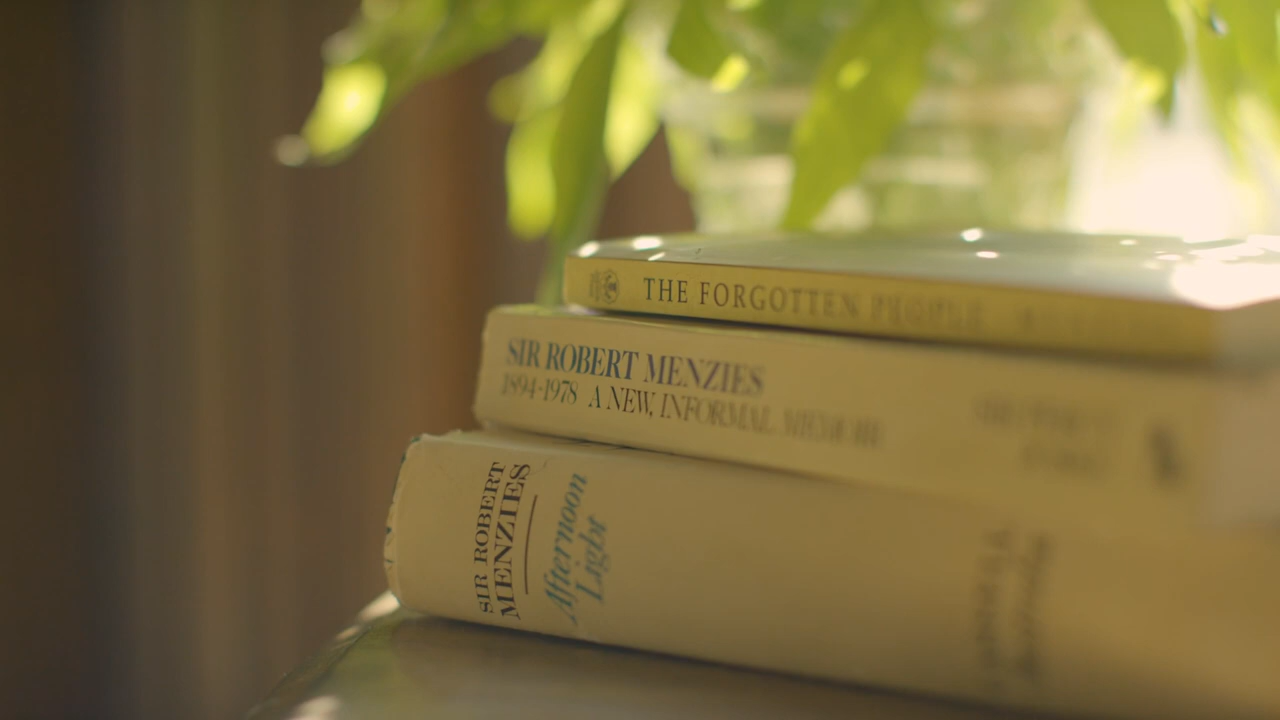 THE FORGOTTEN PEOPLE
SIR ROBERT MENZIES
1894-1978 A NEW, INFORMAL MEMOIR
SIR ROBERT
MENZIES
Afternoon
Light